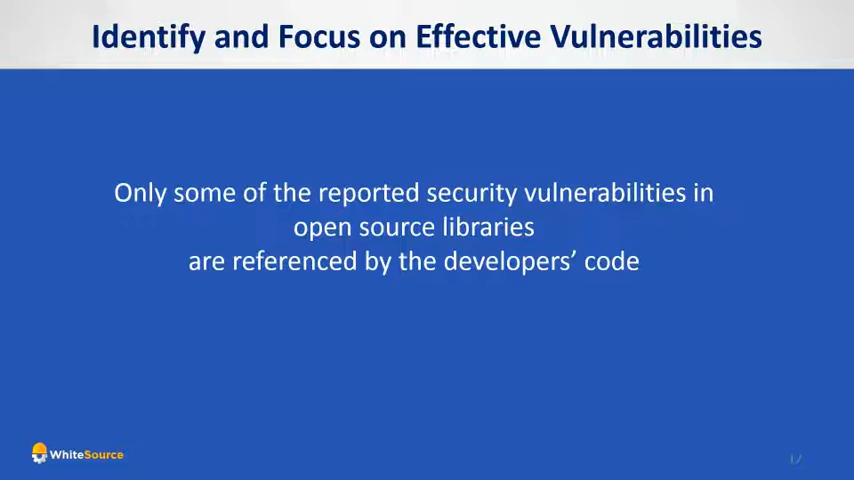 Identify and Focus on Effective Vulnerabilities
Only some of the reported security vulnerabilities in
open source libraries
are referenced by the developers’ code
WhiteSource